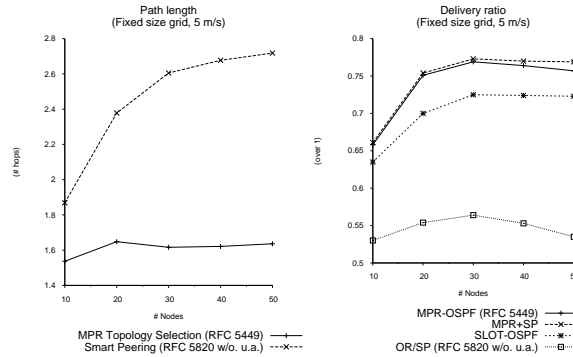 Path length
(Fixed size grid, 5 m/s)
2.8
2.6
2.4
2.2
2
1.8
1.6
1.4
(# hops)
10 20 30 40 50
# Nodes
MPR Topology Selection (RFC 5449)
Smart Peering (RFC 5820 w/o. u.a.)
Delivery ratio
(Fixed size grid, 5 m/s)
0.8
0.75
0.7
0.65
0.6
0.55
0.5
(over 1)
10 20 30 40 50
# Nodes
MPR-OSPF (RFC 5449)
MPR+SP
SLOT-OSPF
OR/SP (RFC 5820 w/o. u.a.)